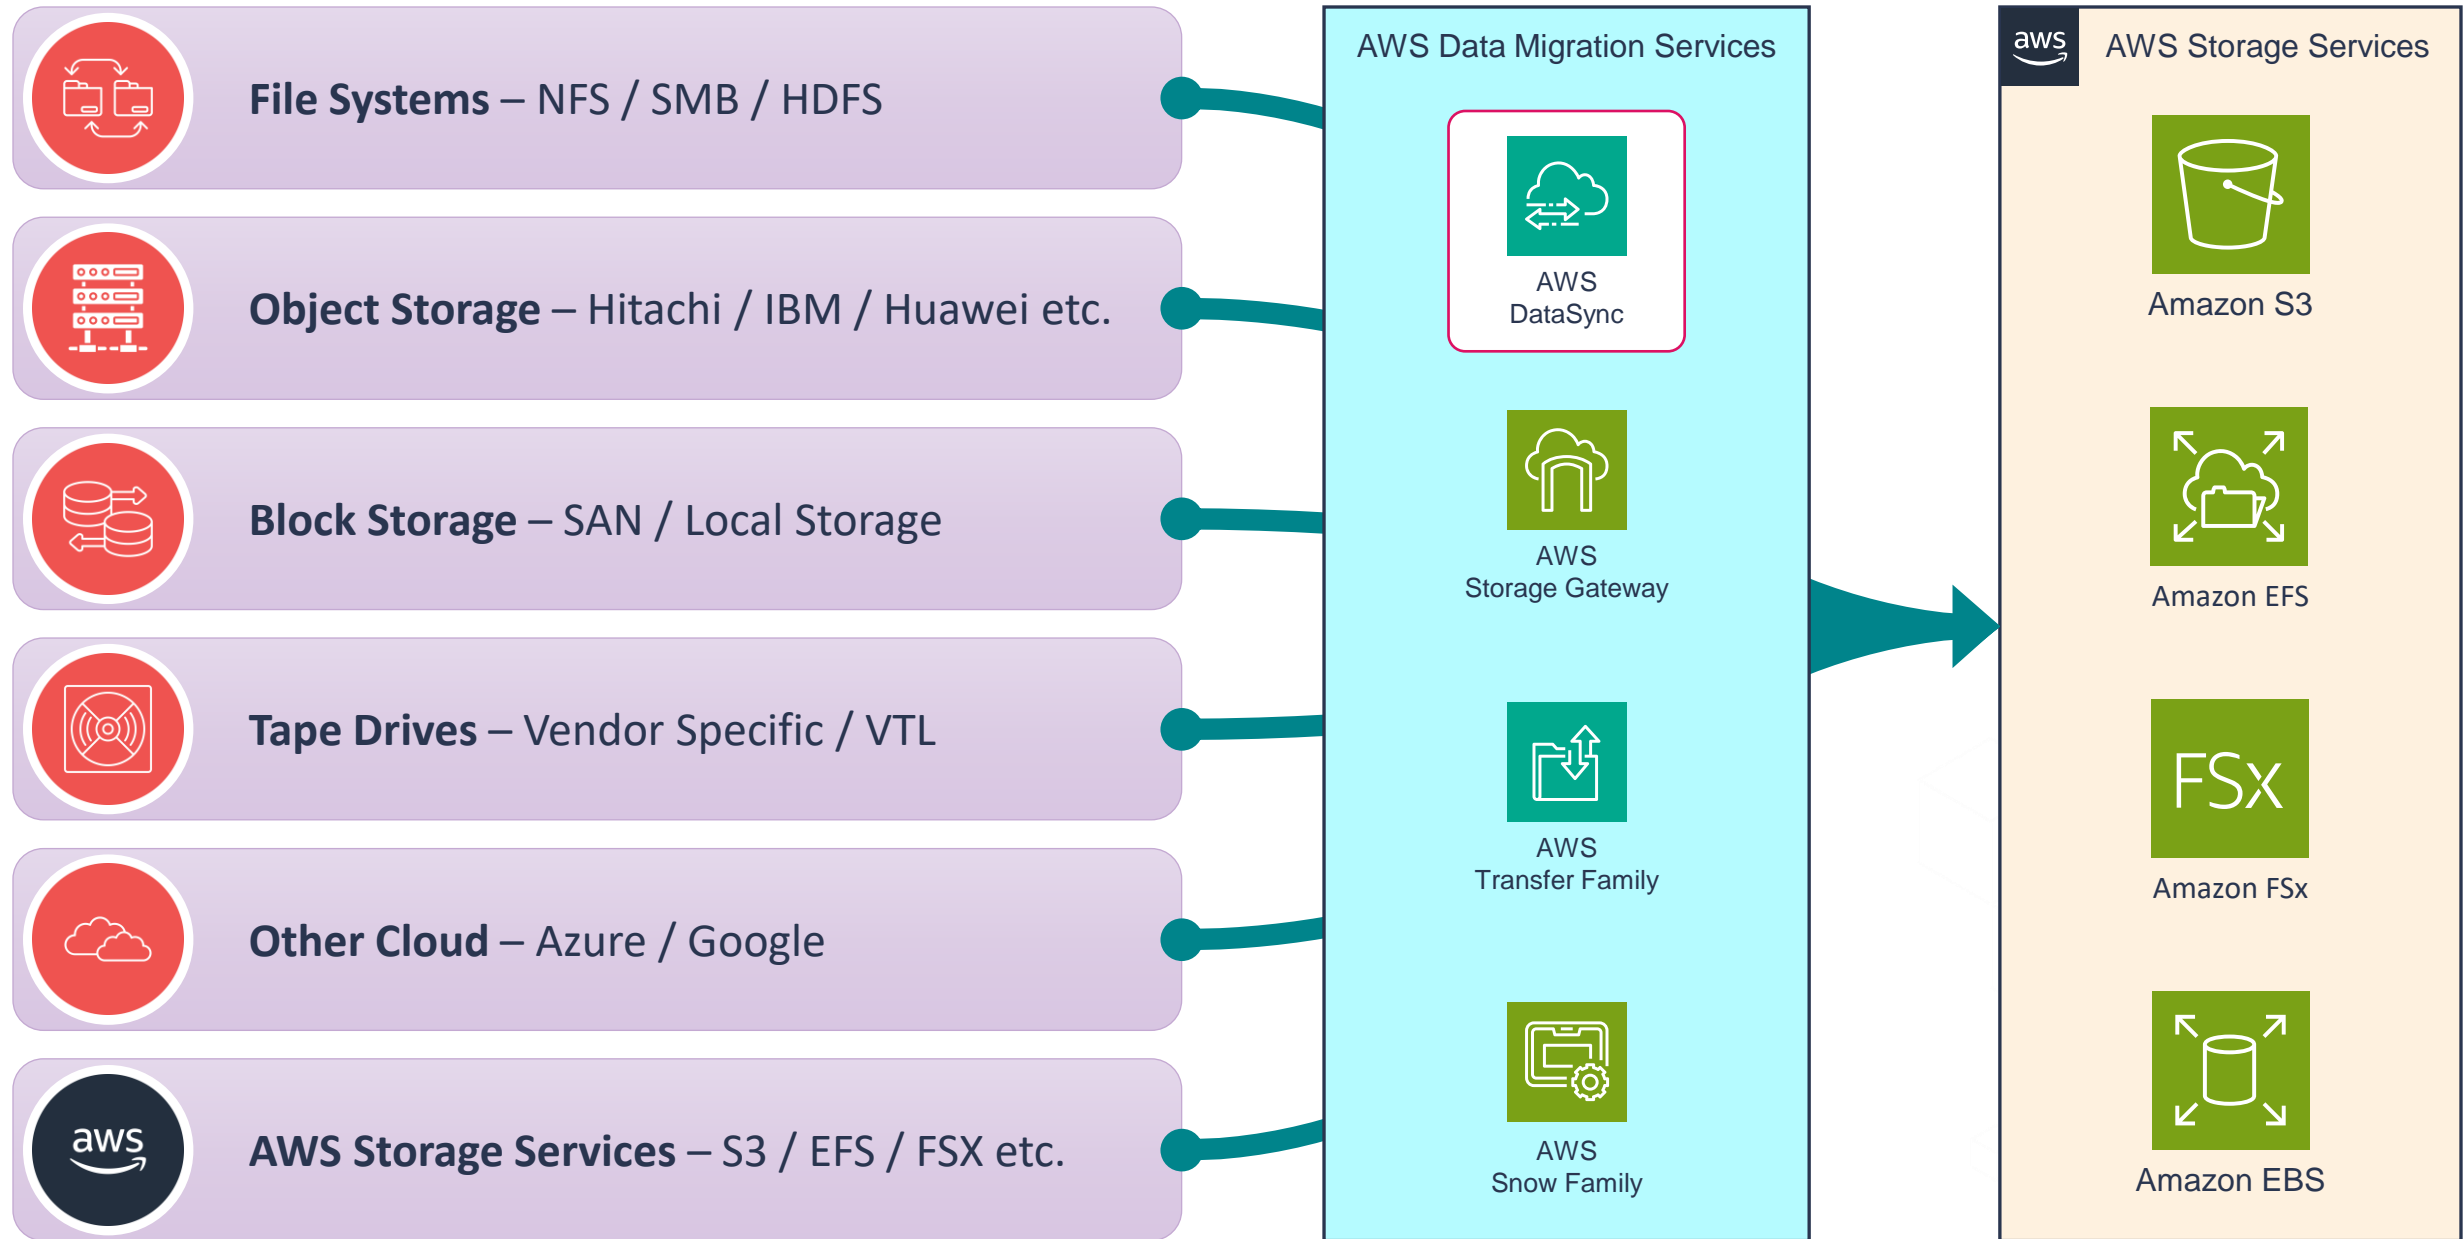 File Systems – NFS / SMB / HDFS
Object Storage – Hitachi / IBM / Huawei etc.
Block Storage – SAN / Local Storage
Tape Drives – Vendor Specific / VTL
Other Cloud – Azure / Google
aws
AWS Storage Services – S3 / EFS / FSX etc.
AWS Data Migration Services
AWS
DataSync
AWS
Storage Gateway
AWS
Transfer Family
AWS
Snow Family
aws
AWS Storage Services
Amazon S3
Amazon EFS
FSx
Amazon FSx
Amazon EBS